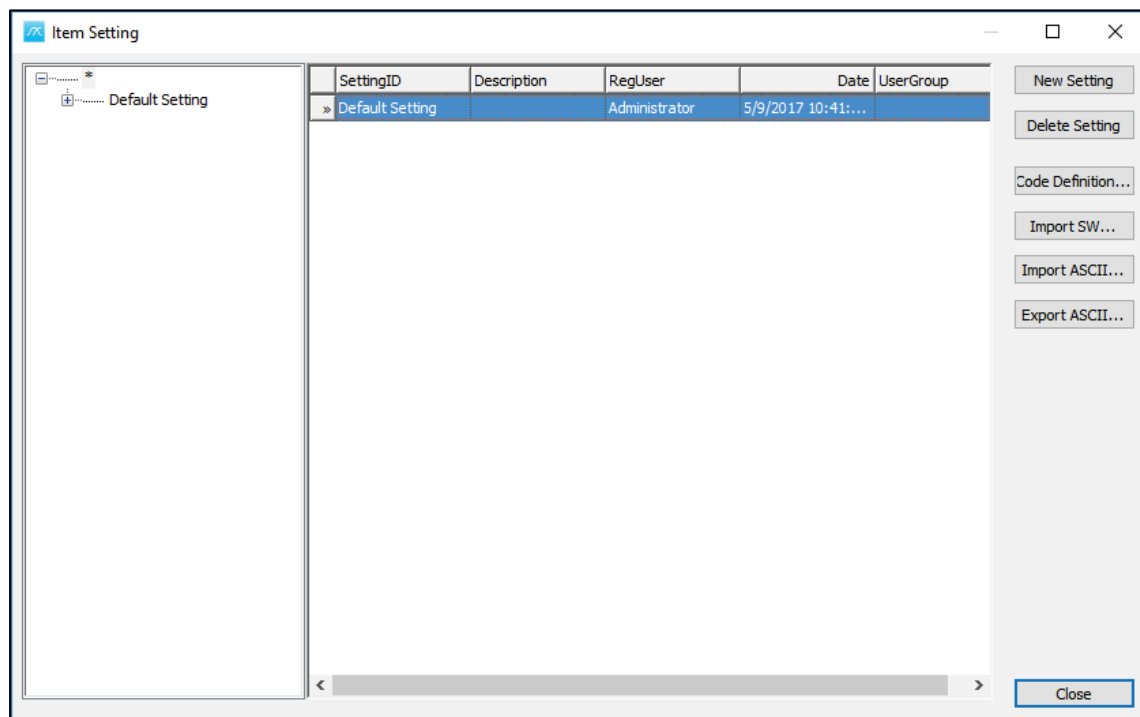 Item Setting
*
Default Setting
SettingID Description RegUser Date UserGroup
» Default Setting Administrator 5/9/2017 10:41:...
New Setting
Delete Setting
Code Definition...
Import SW...
Import ASCII...
Export ASCII...
Close